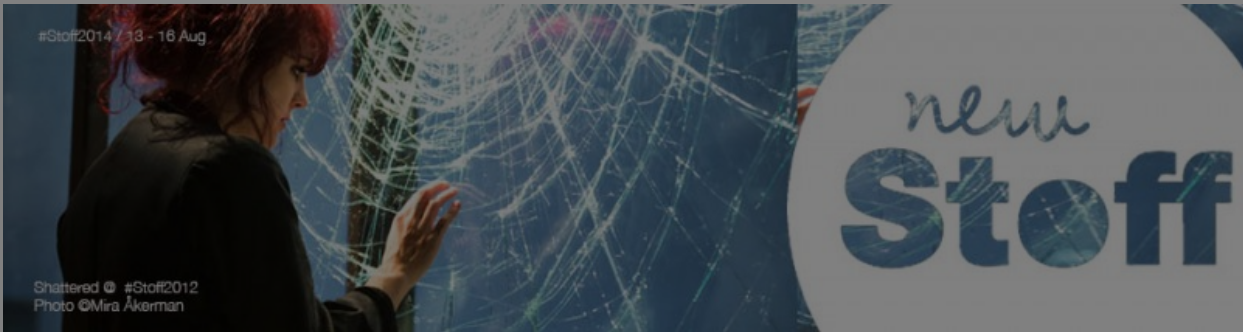 #Stoff2014 / 13 - 16 Aug
new
Stoff
Shattered @ #Stoff2012
Photo ©Mira Åkerman